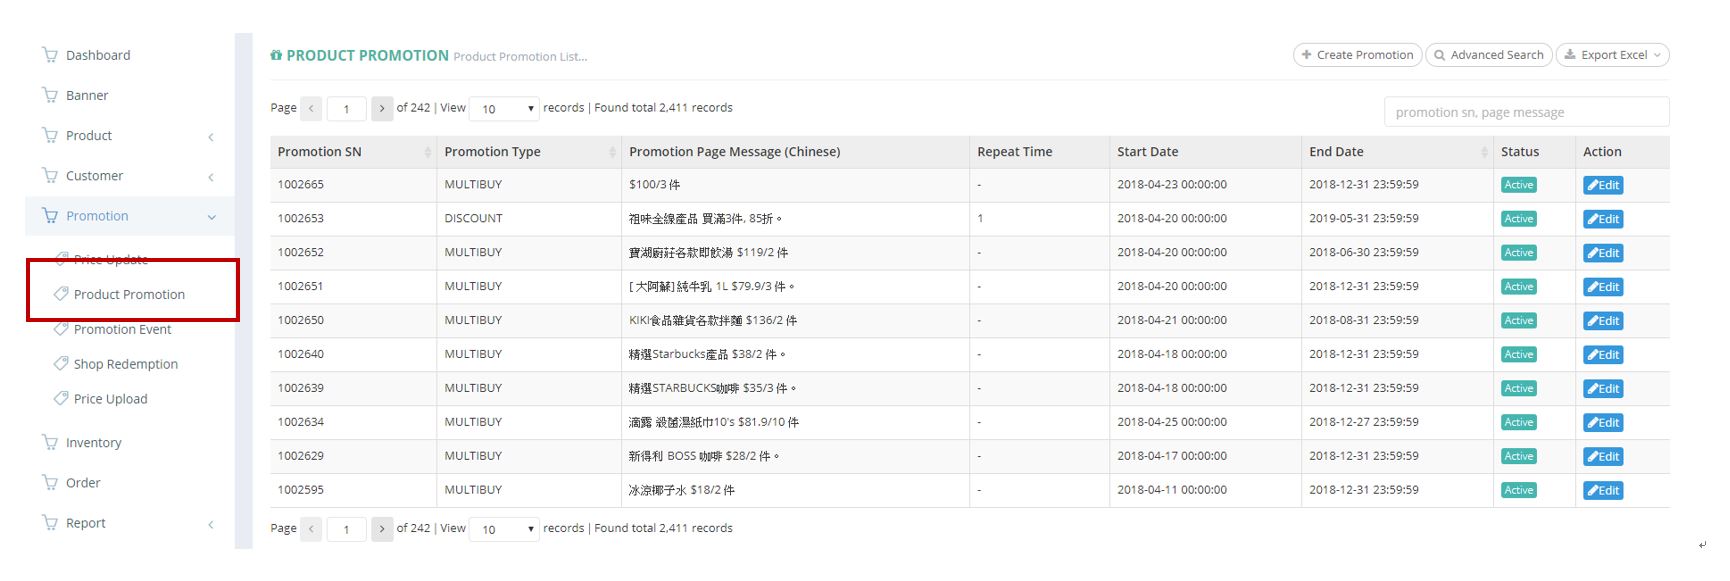 Dashboard
Banner
Product
Customer
Promotion
Price Update
Product Promotion
Promotion Event
Shop Redemption
Price Upload
Inventory
Order
Report
PRODUCT PROMOTION Product Promotion List...
Create Promotion Advanced Search Export Excel
Page 1 of 242 | View 10 records | Found total 2,411 records
promotion sn, page message
Promotion SN Promotion Type Promotion Page Message (Chinese) Repeat Time Start Date End Date Status Action
1002665 MULTIBUY $100/3 件 - 2018-04-23 00:00:00 2018-12-31 23:59:59 Active Edit
1002653 DISCOUNT 祖味全線產品 買滿3件, 85折。 1 2018-04-20 00:00:00 2019-05-31 23:59:59 Active Edit
1002652 MULTIBUY 寶湖廚莊各款即飲湯 $119/2 件 - 2018-04-20 00:00:00 2018-06-30 23:59:59 Active Edit
1002651 MULTIBUY [ 大阿蘇] 純牛乳 1L $79.9/3 件。 - 2018-04-20 00:00:00 2018-12-31 23:59:59 Active Edit
1002650 MULTIBUY KIKI食品雜貨各款拌麵 $136/2 件 - 2018-04-21 00:00:00 2018-08-31 23:59:59 Active Edit
1002640 MULTIBUY 精選Starbucks產品 $38/2 件。 - 2018-04-18 00:00:00 2018-12-31 23:59:59 Active Edit
1002639 MULTIBUY 精選STARBUCKS咖啡 $35/3 件。 - 2018-04-18 00:00:00 2018-12-31 23:59:59 Active Edit
1002634 MULTIBUY 滴露 殺菌濕紙巾10's $81.9/10 件 - 2018-04-25 00:00:00 2018-12-27 23:59:59 Active Edit
1002629 MULTIBUY 新得利 BOSS 咖啡 $28/2 件。 - 2018-04-17 00:00:00 2018-12-31 23:59:59 Active Edit
1002595 MULTIBUY 冰涼椰子水 $18/2 件 - 2018-04-11 00:00:00 2018-12-31 23:59:59 Active Edit
Page 1 of 242 | View 10 records | Found total 2,411 records